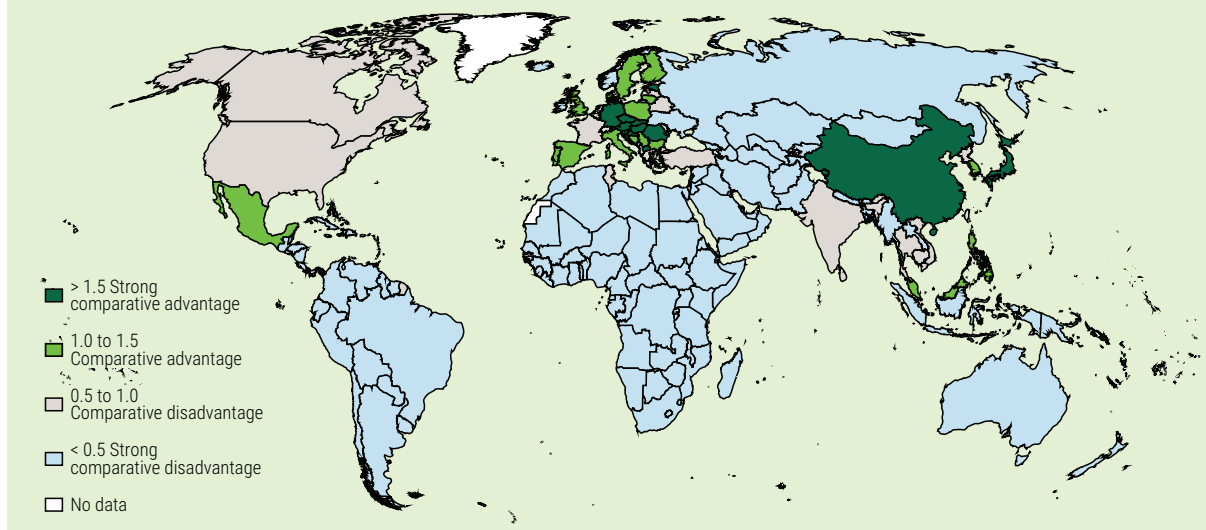 > 1.5 Strong
comparative advantage
1.0 to 1.5
Comparative advantage
0.5 to 1.0
Comparative disadvantage
< 0.5 Strong
comparative disadvantage
No data